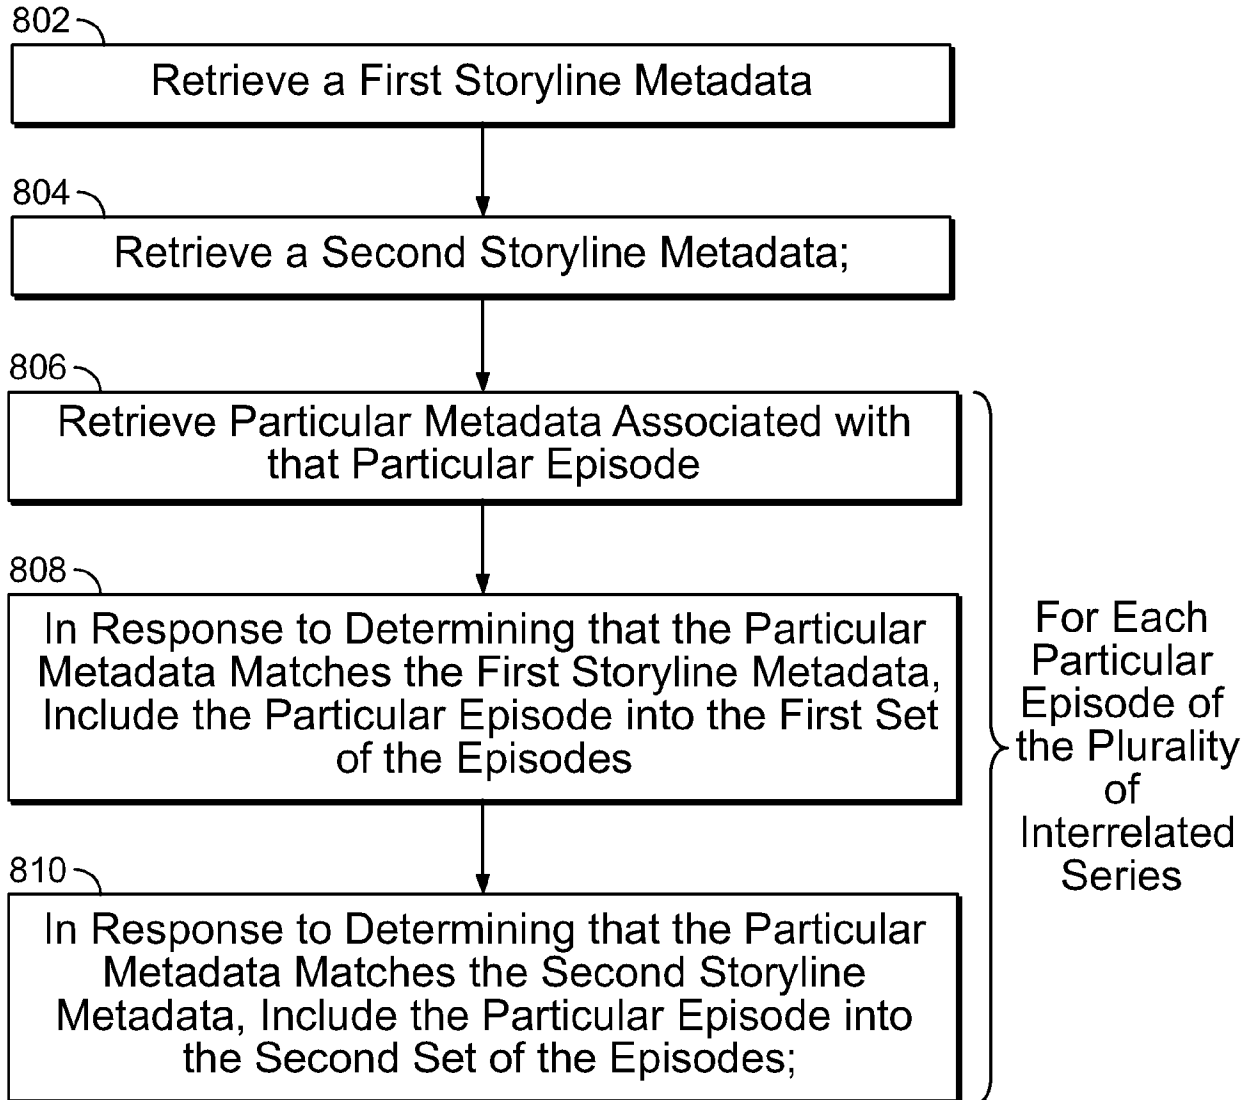 802
Retrieve a First Storyline Metadata
804
Retrieve a Second Storyline Metadata;
806
Retrieve Particular Metadata Associated with
that Particular Episode
808
In Response to Determining that the Particular
Metadata Matches the First Storyline Metadata,
Include the Particular Episode into the First Set
of the Episodes
810
In Response to Determining that the Particular
Metadata Matches the Second Storyline
Metadata, Include the Particular Episode into
the Second Set of the Episodes;
For Each
Particular
Episode of
the Plurality
of
Interrelated
Series